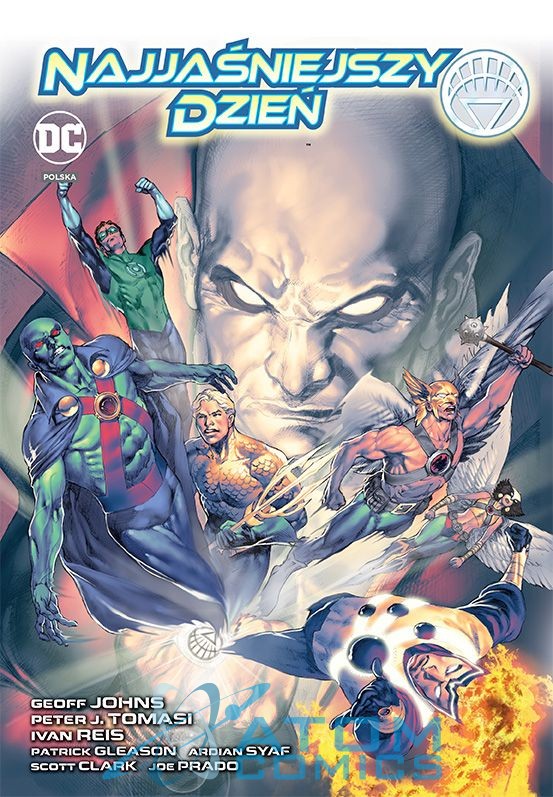 NAJJAŚNIEJSZY
DZIEŃ
™
DC
POLSKA
GEOFF JOHNS
PETER J. TOMASI
IVAN REIS
PATRICK GLEASON ARDIAN SYAF
SCOTT CLARK JOE PRADO
ATOM
COMICS